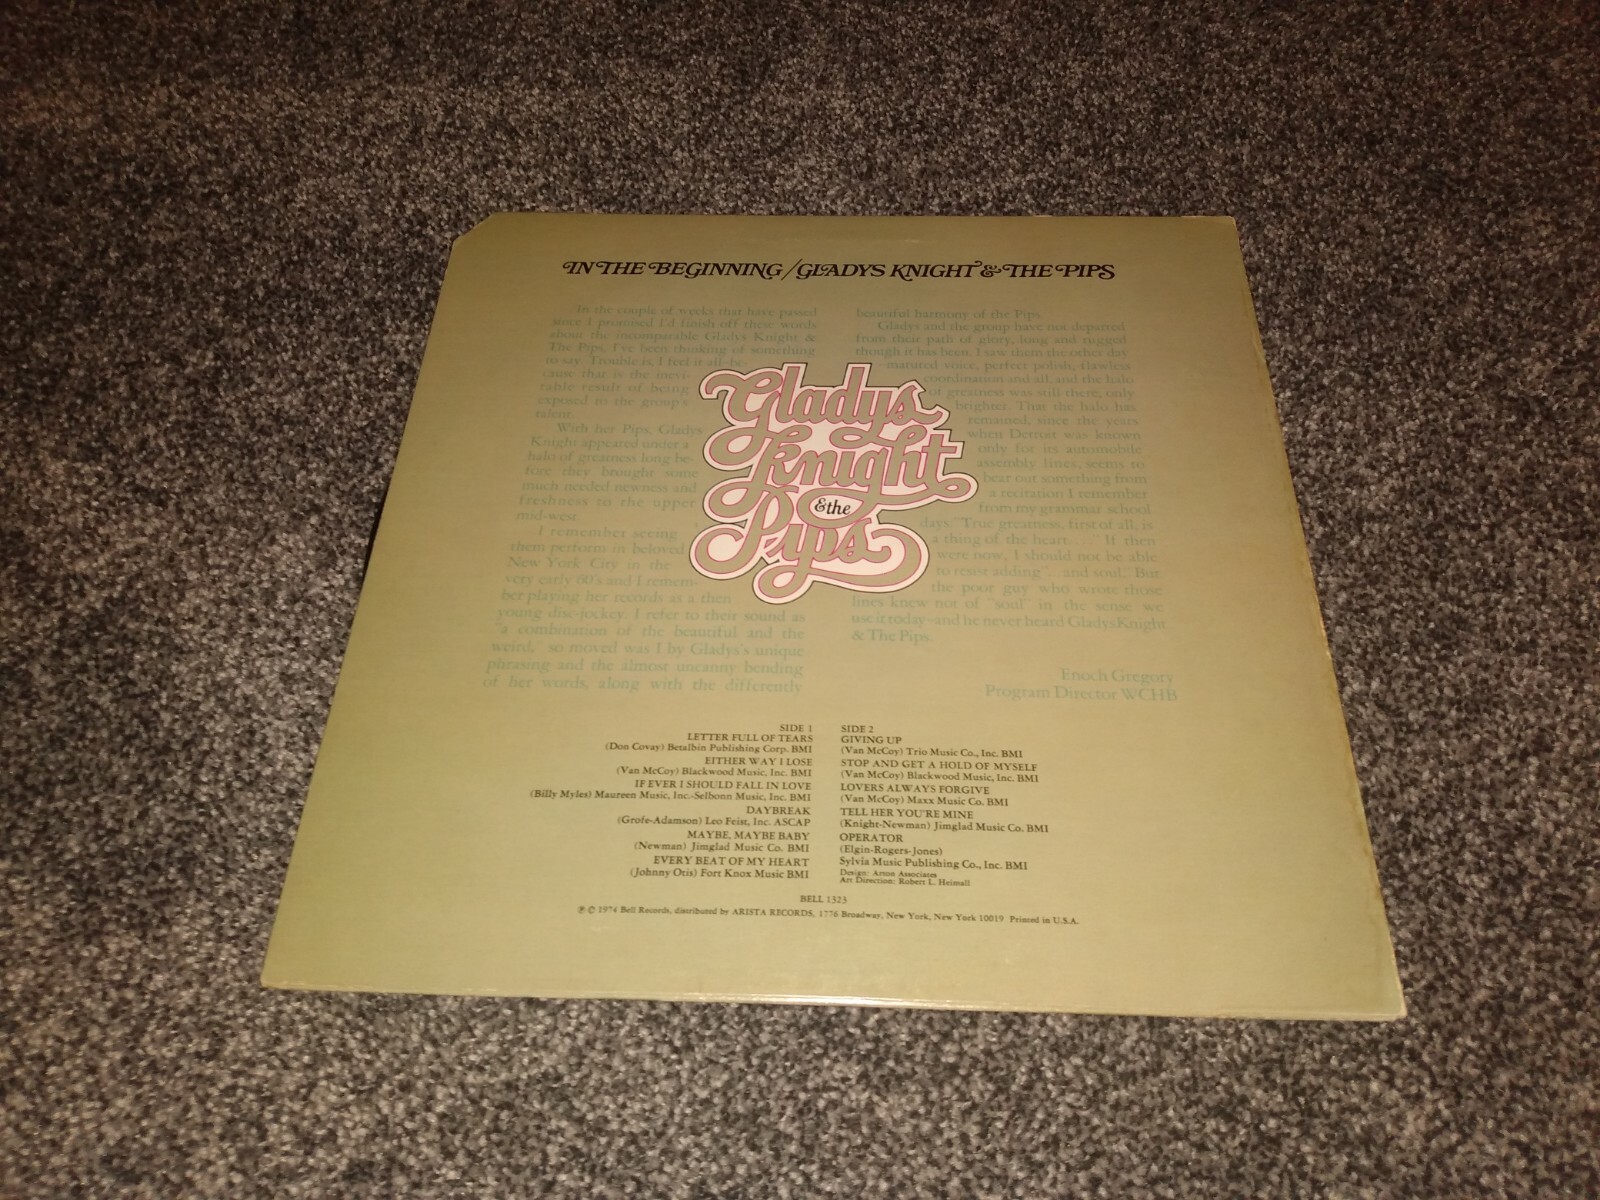 IN THE BEGINNING/GLADYS KNIGHT & THE PIPS
In the couple of weeks that have passed
since I promised I'd finish off these words
about the incomparable Gladys Knight &
The Pips, I've been thinking of something
to say. Trouble is, I feel it all be-
cause that is the inevi-
table result of being
exposed to the group's
talent.
With her Pips, Gladys
Knight appeared under a
halo of greatness long be-
fore they brought some
much needed newness and
freshness to the upper
mid-west.
I remember seeing
them perform in beloved
New York City in the
very early 60's and I remem-
ber playing her records as a then
young disc-jockey. I refer to their sound as
"a combination of the beautiful and the
weird," so moved was I by Gladys's unique
phrasing and the almost uncanny bending
of her words, along with the differently
beautiful harmony of the Pips.
Gladys and the group have not departed
from their path of glory, long and rugged
though it has been. I saw them the other day
—manited voice, perfect polish, flawless
coordination and all, and the halo
of greatness was still there, only
brighter. That the halo has
remained, since the years
when Detroit was known
only for its automobile
assembly lines, seems to
bear out something from
a recitation I remember
from my grammar school
days. "True greatness, first of all, is
a thing of the heart. . . ." If then
were now, I should not be able
to resist adding "...and soul." But
the poor guy who wrote those
lines knew not of "soul" in the sense we
use it today—and he never heard Gladys Knight
& The Pips.
Enoch Gregory
Program Director WCHB
Gladys
Knight
& the
Pips
SIDE 1
LETTER FULL OF TEARS
(Don Covay) Betalbin Publishing Corp. BMI
EITHER WAY I LOSE
(Van McCoy) Blackwood Music, Inc. BMI
IF EVER I SHOULD FALL IN LOVE
(Billy Myles) Maureen Music, Inc.-Selbonn Music, Inc. BMI
DAYBREAK
(Grofe-Adamson) Leo Feist, Inc. ASCAP
MAYBE, MAYBE BABY
(Newman) Jimglad Music Co. BMI
EVERY BEAT OF MY HEART
(Johnny Otis) Fort Knox Music BMI
SIDE 2
GIVING UP
(Van McCoy) Trio Music Co., Inc. BMI
STOP AND GET A HOLD OF MYSELF
(Van McCoy) Blackwood Music, Inc. BMI
LOVERS ALWAYS FORGIVE
(Van McCoy) Maxx Music Co. BMI
TELL HER YOU'RE MINE
(Knight-Newman) Jimglad Music Co. BMI
OPERATOR
(Elgin-Rogers-Jones)
Sylvia Music Publishing Co., Inc. BMI
Design: Arton Associates
Art Direction: Robert L. Heimall
BELL 1323
℗ © 1974 Bell Records, distributed by ARISTA RECORDS, 1776 Broadway, New York, New York 10019 Printed in U.S.A.